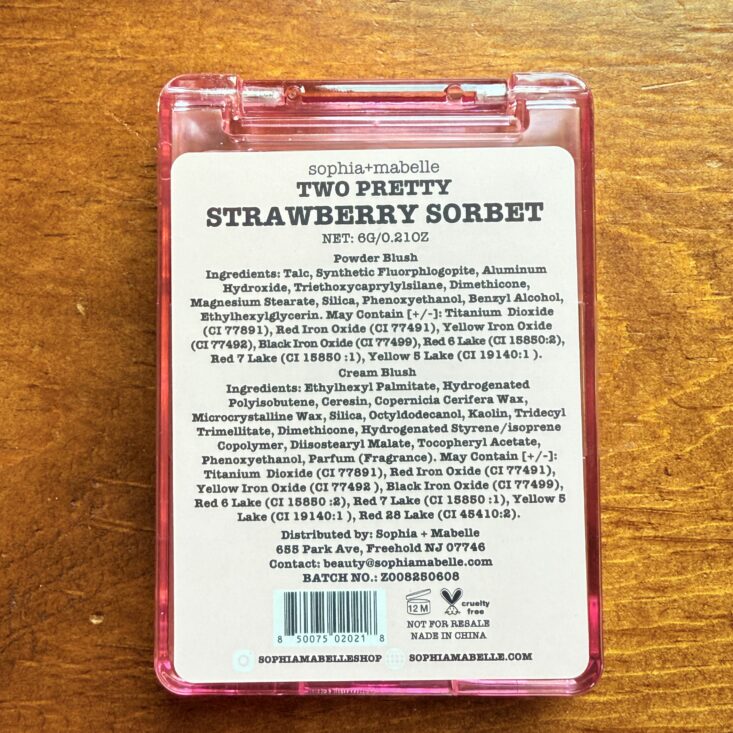 sophia+mabelle
TWO PRETTY
STRAWBERRY SORBET
NET: 6G/0.21OZ
Powder Blush
Ingredients: Talc, Synthetic Fluorphlogopite, Aluminum
Hydroxide, Triethoxycaprylylsilane, Dimethicone,
Magnesium Stearate, Silica, Phenoxyethanol, Benzyl Alcohol,
Ethylhexylglycerin. May Contain [+/-]: Titanium Dioxide
(CI 77891), Red Iron Oxide (CI 77491), Yellow Iron Oxide
(CI 77492), Black Iron Oxide (CI 77499), Red 6 Lake (CI 15850:2),
Red 7 Lake (CI 15850 :1), Yellow 5 Lake (CI 19140:1 ).
Cream Blush
Ingredients: Ethylhexyl Palmitate, Hydrogenated
Polyisobutene, Ceresin, Copernicia Cerifera Wax,
Microcrystalline Wax, Silica, Octyldodecanol, Kaolin, Tridecyl
Trimellitate, Dimethicone, Hydrogenated Styrene/isoprene
Copolymer, Diisostearyl Malate, Tocopheryl Acetate,
Phenoxyethanol, Parfum (Fragrance). May Contain [+/-]:
Titanium Dioxide (CI 77891), Red Iron Oxide (CI 77491),
Yellow Iron Oxide (CI 77492 ), Black Iron Oxide (CI 77499),
Red 6 Lake (CI 15850 :2), Red 7 Lake (CI 15850 :1), Yellow 5
Lake (CI 19140:1 ), Red 28 Lake (CI 45410:2).
Distributed by: Sophia + Mabelle
655 Park Ave, Freehold NJ 07746
Contact: beauty@sophiamabelle.com
BATCH NO.: Z008250608
8 50075 02021 8
12 M
cruelty
free
NOT FOR RESALE
MADE IN CHINA
SOPHIAMABELLESHOP SOPHIAMABELLE.COM